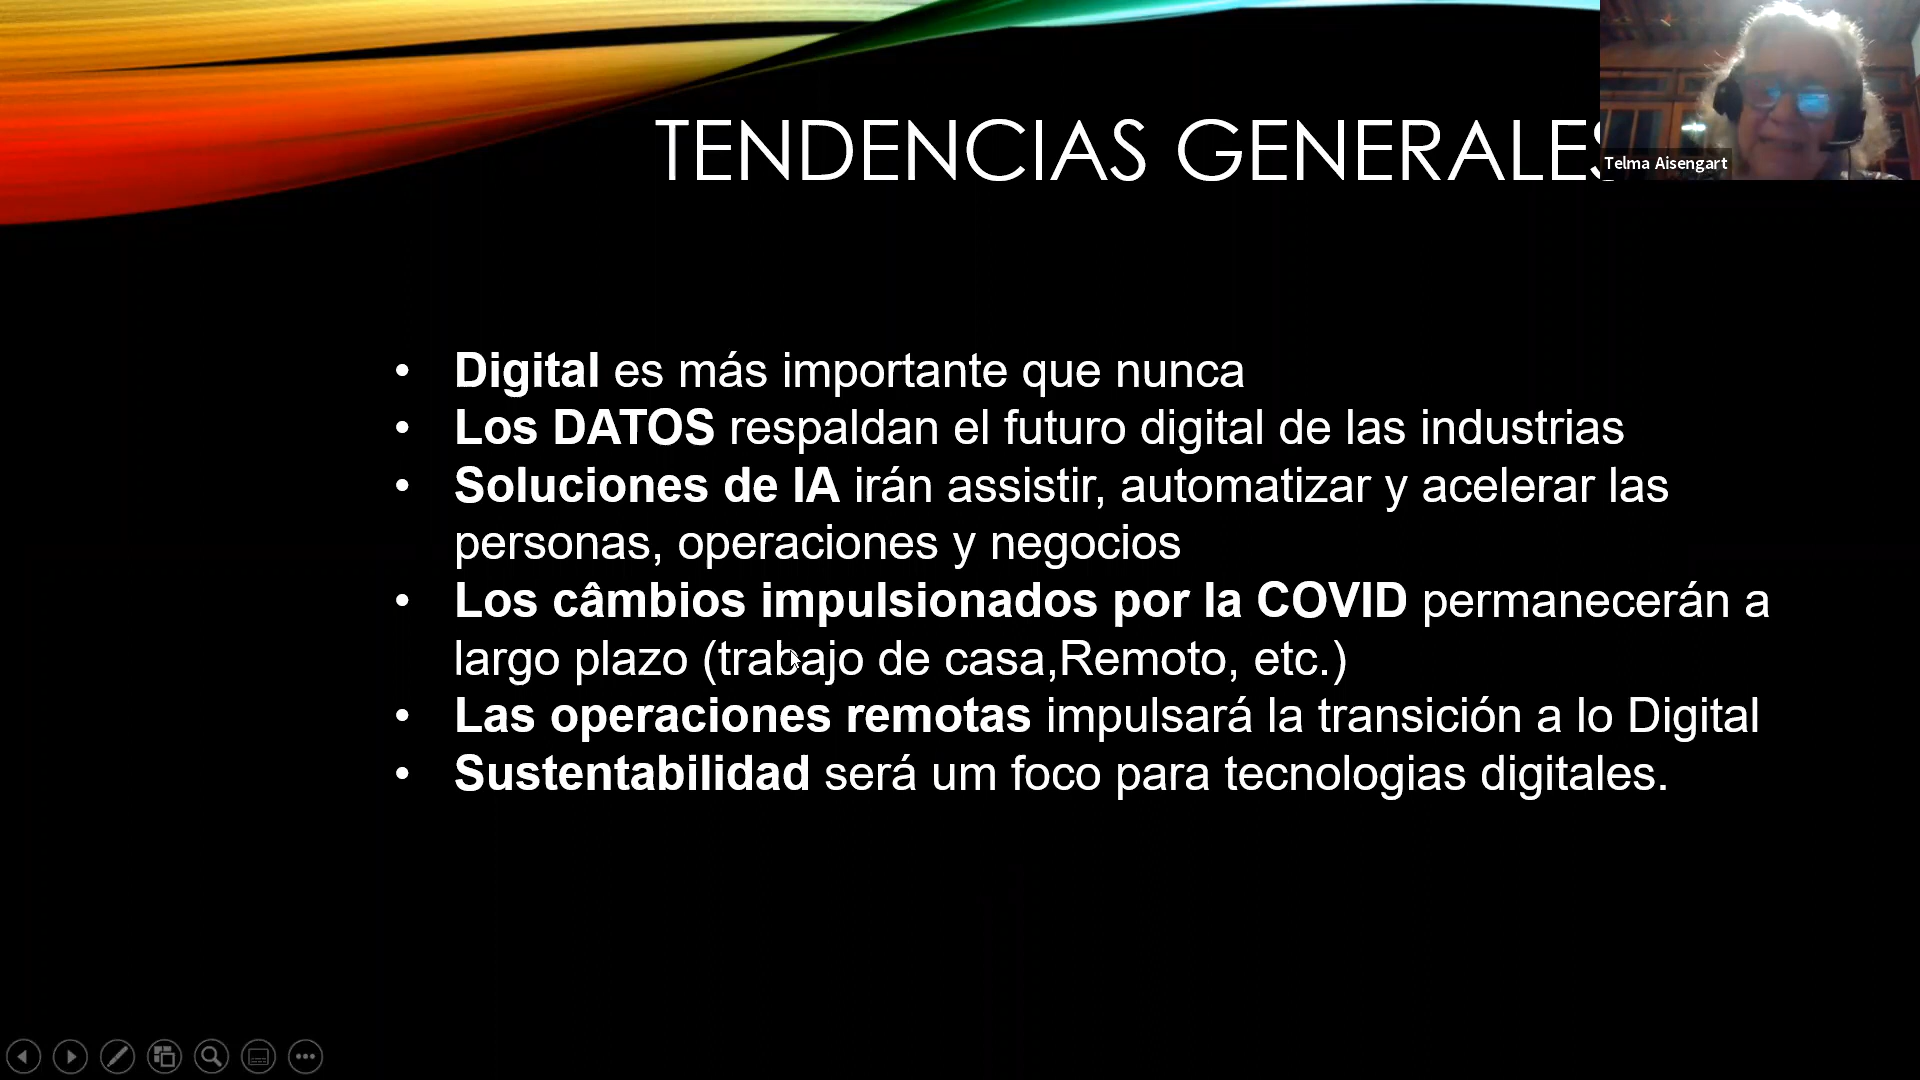 TENDENCIAS GENERALES
Telma Aisengart
• Digital es más importante que nunca
• Los DATOS respaldan el futuro digital de las industrias
• Soluciones de IA irán assistir, automatizar y acelerar las
personas, operaciones y negocios
• Los câmbios impulsionados por la COVID permanecerán a
largo plazo (trabajo de casa,Remoto, etc.)
• Las operaciones remotas impulsará la transición a lo Digital
• Sustentabilidad será um foco para tecnologias digitales.